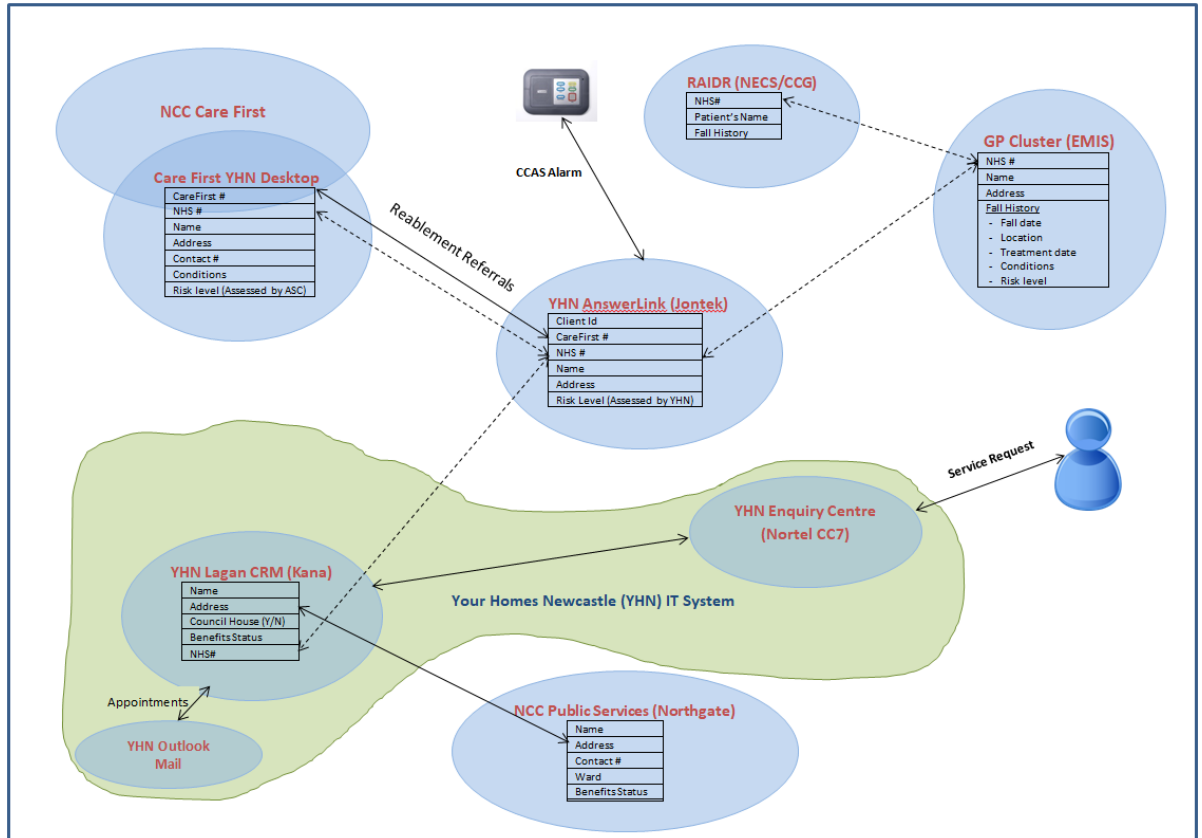 NCC Care First
Care First YHN Desktop
CareFirst #
NHS #
Name
Address
Contact #
Conditions
Risk level (Assessed by ASC)
CCAS Alarm
RAIDR (NECS/CCG)
NHS#
Patient's Name
Fall History
GP Cluster (EMIS)
NHS #
Name
Address
Fall History
- Fall date
- Location
- Treatment date
- Conditions
- Risk level
Reablement Referrals
YHN AnswerLink (Jontek)
Client Id
CareFirst #
NHS #
Name
Address
Risk Level (Assessed by YHN)
Service Request
YHN Enquiry Centre
(Nortel CC7)
YHN Lagan CRM (Kana)
Name
Address
Council House (Y/N)
Benefits Status
NHS#
Your Homes Newcastle (YHN) IT System
Appointments
YHN Outlook
Mail
NCC Public Services (Northgate)
Name
Address
Contact #
Ward
Benefits Status